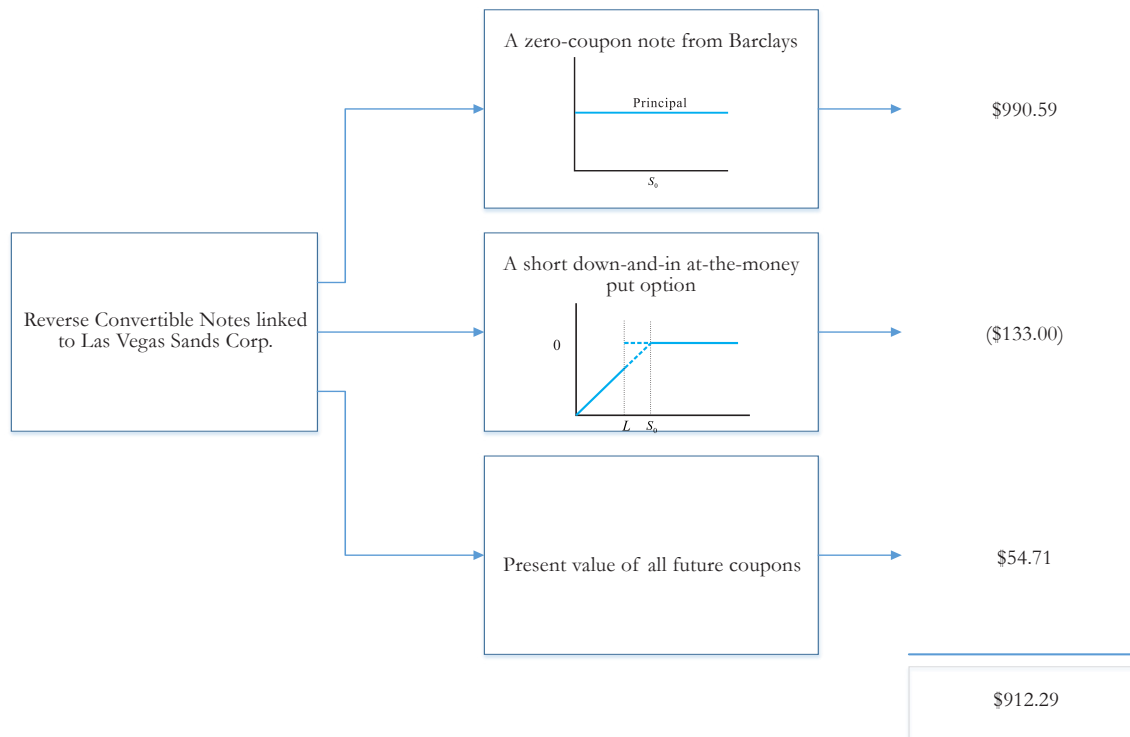 A zero-coupon note from Barclays
Principal
S₀
$990.59
Reverse Convertible Notes linked
to Las Vegas Sands Corp.
A short down-and-in at-the-money
put option
0
L S₀
($133.00)
Present value of all future coupons
$54.71
$912.29